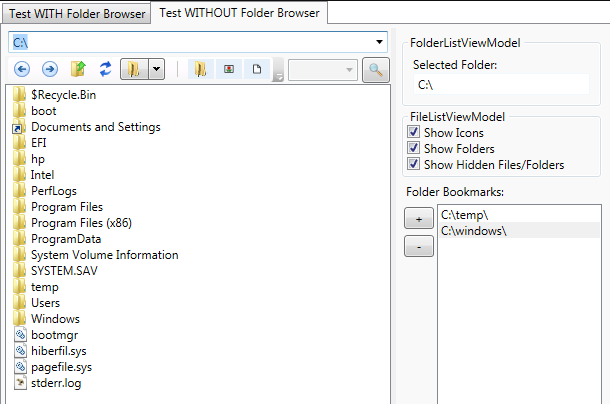 Test WITH Folder Browser
Test WITHOUT Folder Browser
C:\
$Recycle.Bin
boot
Documents and Settings
EFI
hp
Intel
PerfLogs
Program Files
Program Files (x86)
ProgramData
System Volume Information
SYSTEM.SAV
temp
Users
Windows
bootmgr
hiberfil.sys
pagefile.sys
stderr.log
FolderListViewModel
Selected Folder:
C:\
FileListViewModel
Show Icons
Show Folders
Show Hidden Files/Folders
Folder Bookmarks:
+
-
C:\temp\
C:\windows\